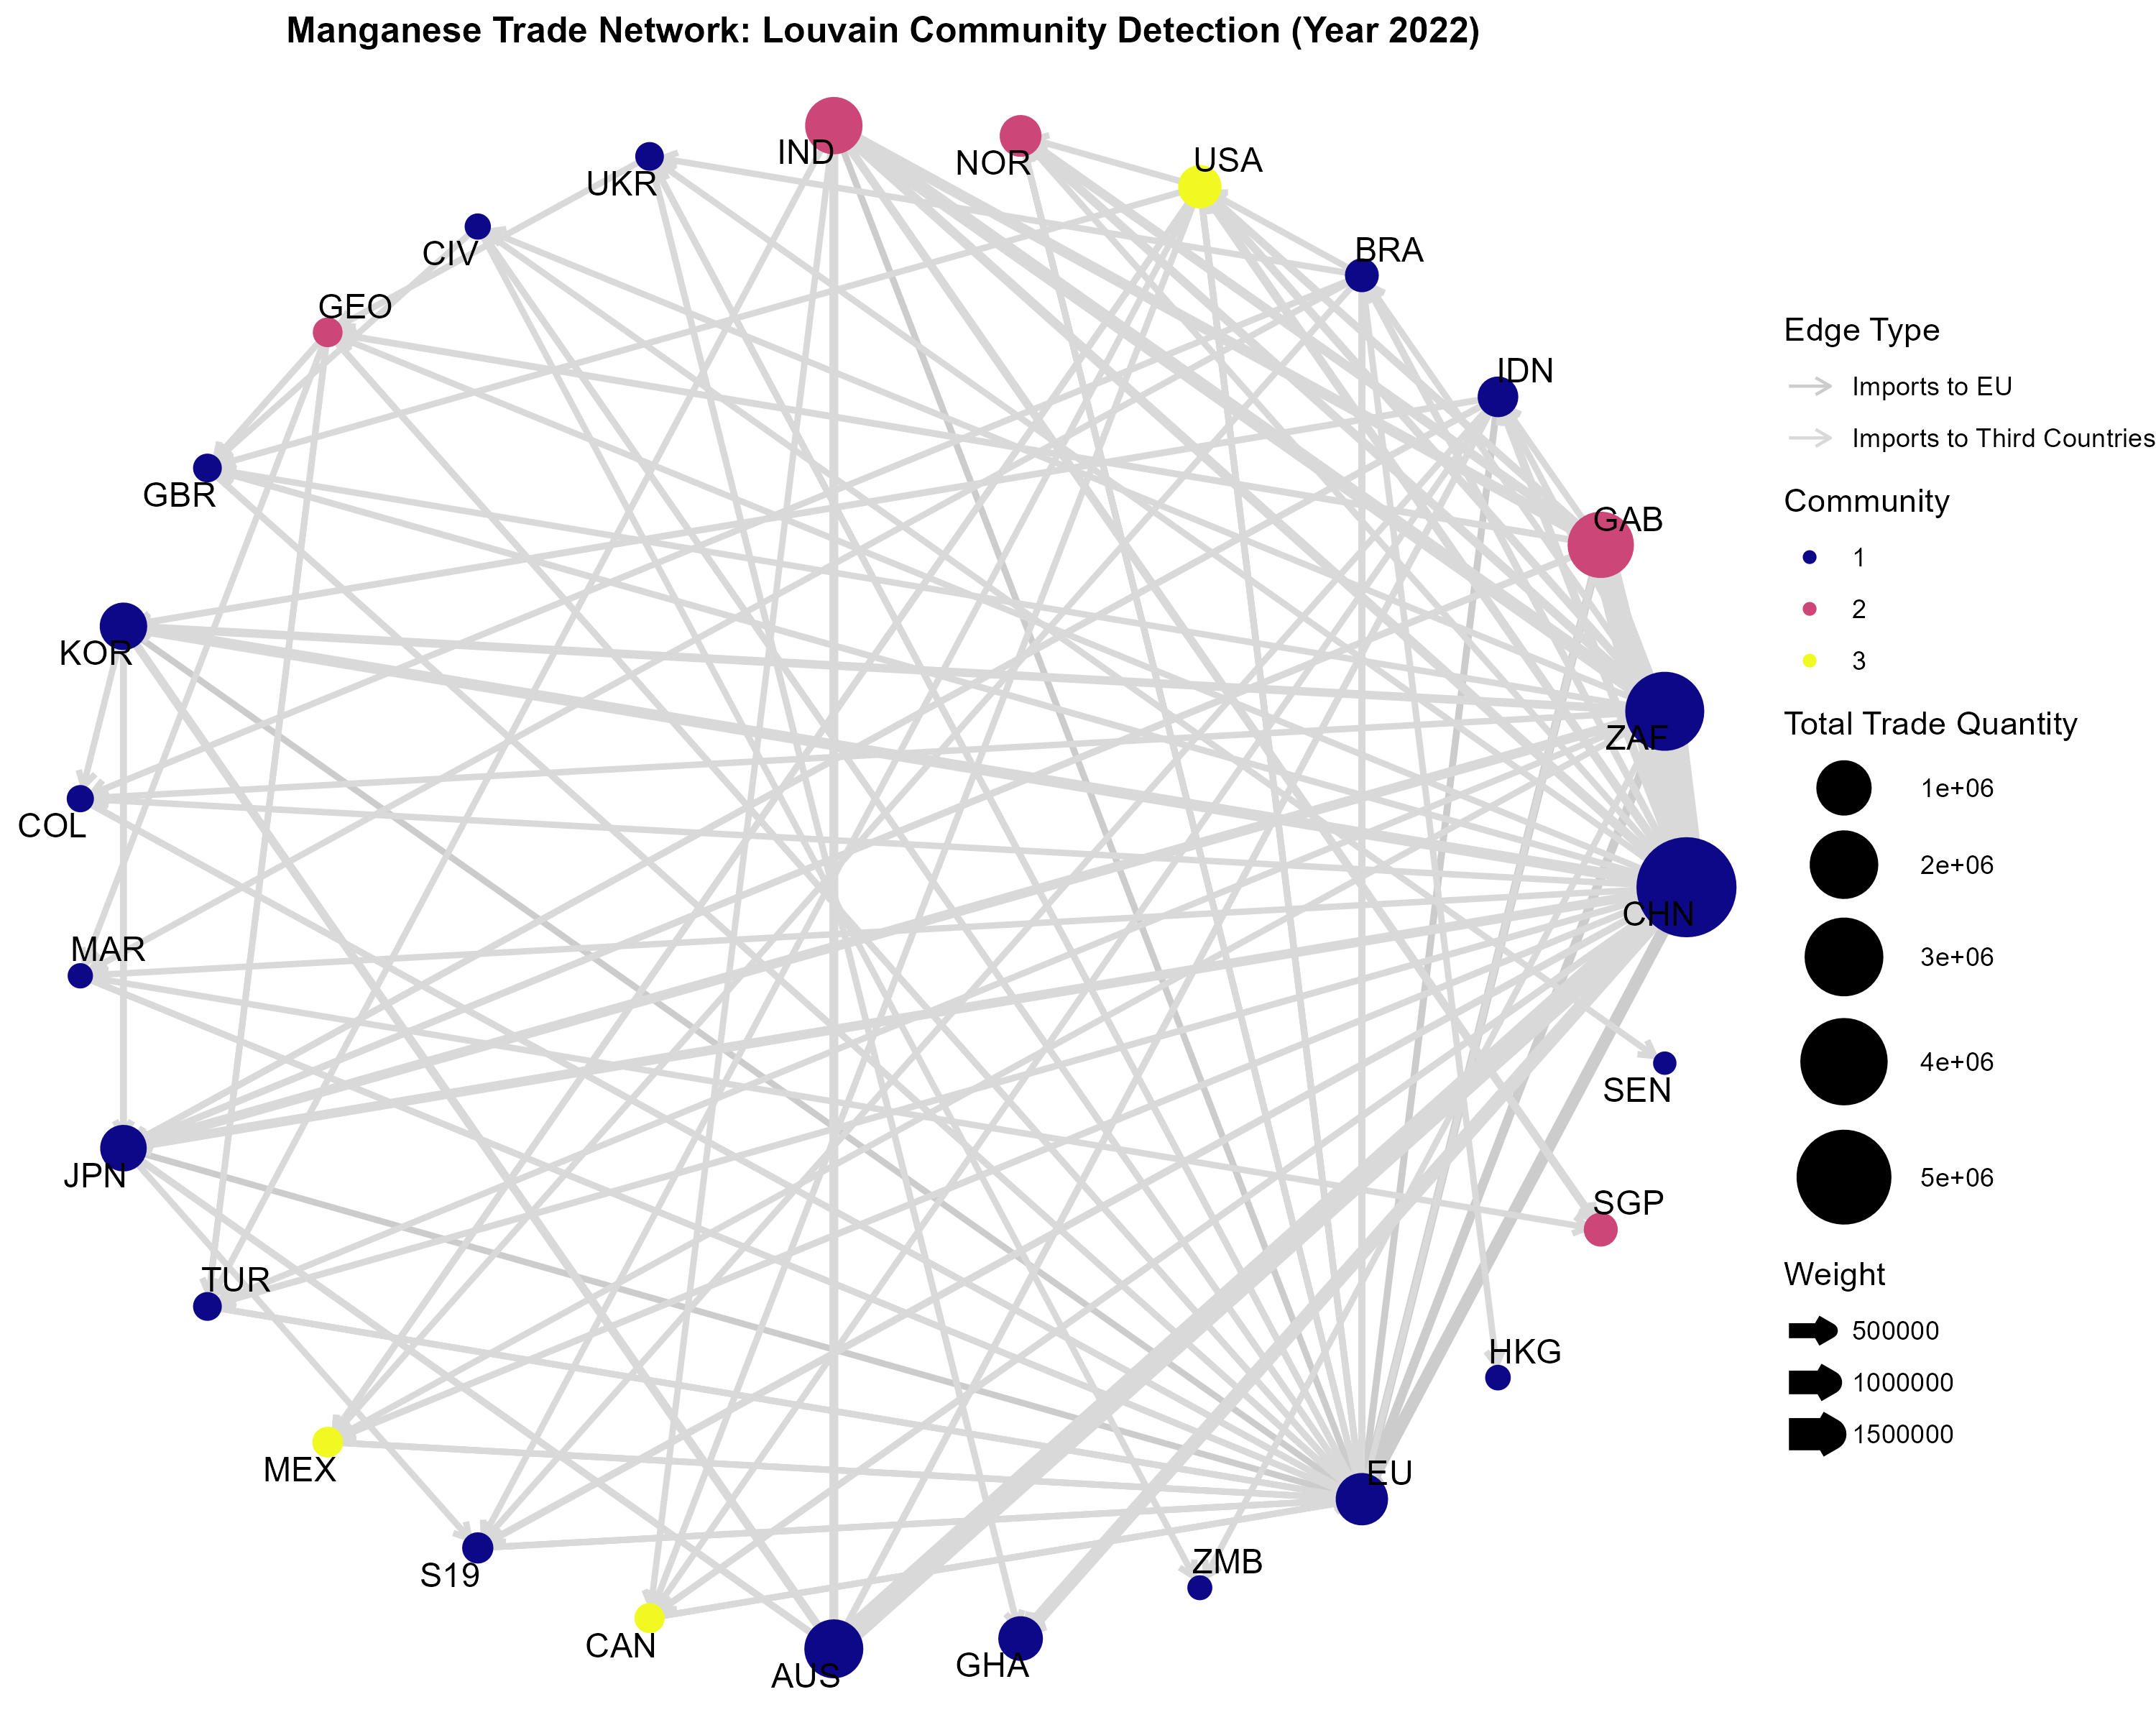 Manganese Trade Network: Louvain Community Detection (Year 2022)
IND
NOR
USA
UKR
CIV
BRA
GEO
IDN
GBR
GAB
KOR
ZAF
COL
CHN
MAR
SEN
JPN
SGP
TUR
HKG
MEX
EU
S19
ZMB
CAN
AUS
GHA
Edge Type
Imports to EU
Imports to Third Countries
Community
1
2
3
Total Trade Quantity
1e+06
2e+06
3e+06
4e+06
5e+06
Weight
500000
1000000
1500000